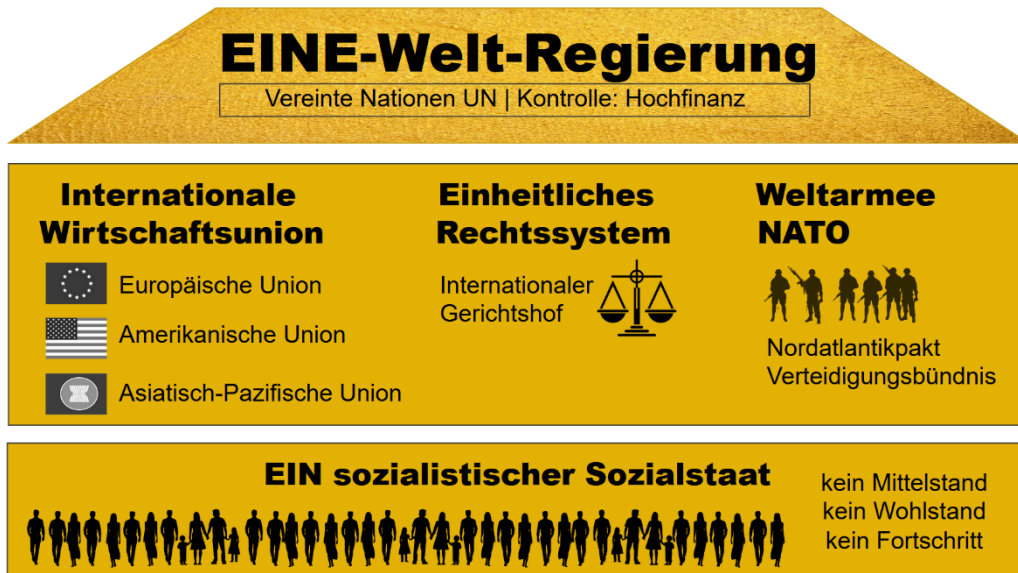 EINE-Welt-Regierung
Vereinte Nationen UN | Kontrolle: Hochfinanz
Internationale
Wirtschaftsunion
Europäische Union
Amerikanische Union
Asiatisch-Pazifische Union
Einheitliches
Rechtssystem
Internationaler
Gerichtshof
Weltarmee
NATO
Nordatlantikpakt
Verteidigungsbündnis
EIN sozialistischer Sozialstaat
kein Mittelstand
kein Wohlstand
kein Fortschritt